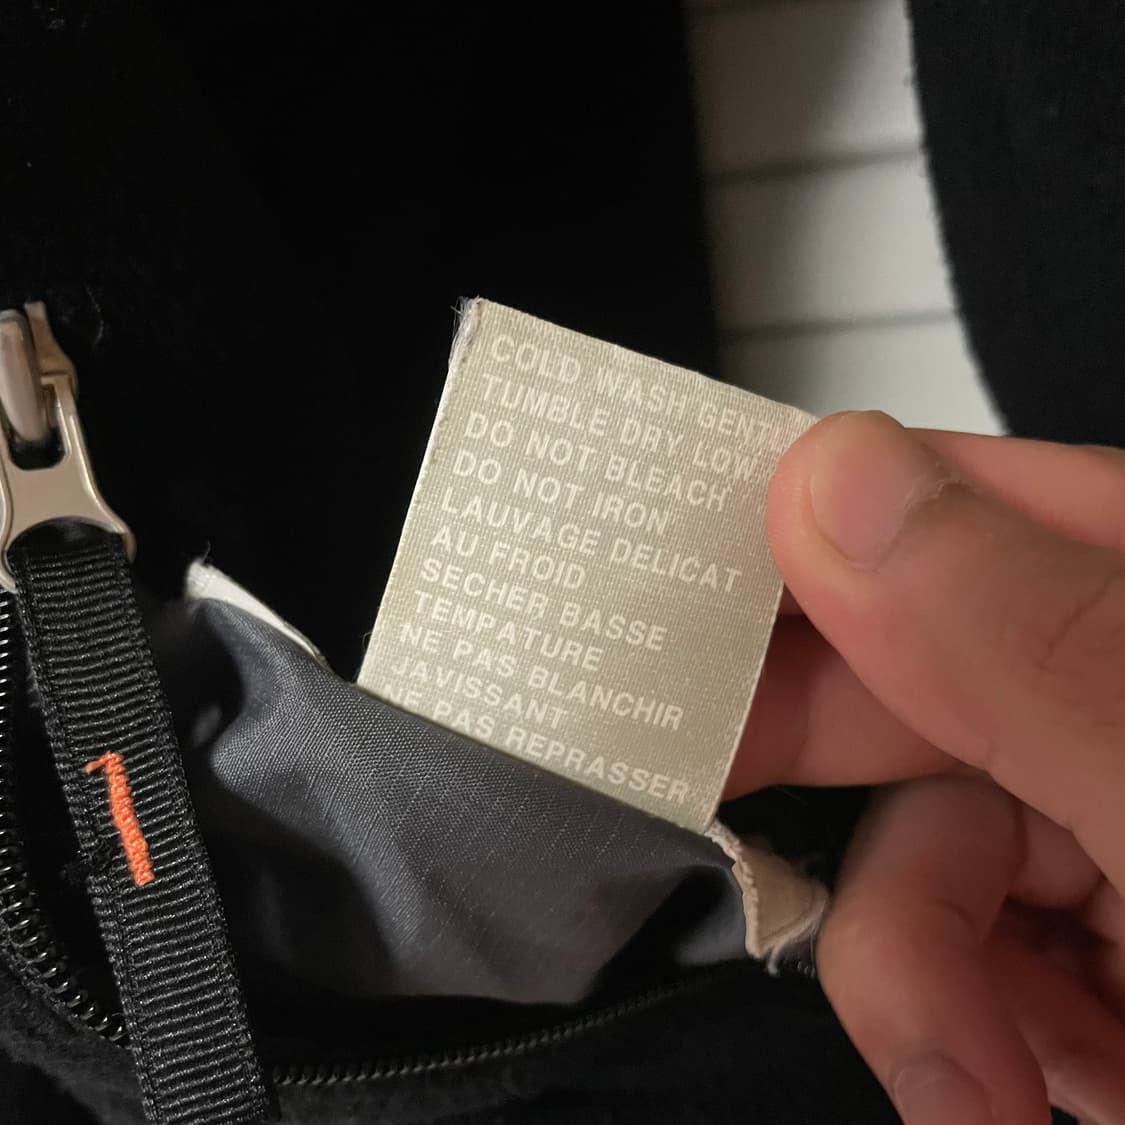 COLD WASH GENTLE
TUMBLE DRY LOW
DO NOT BLEACH
DO NOT IRON
LAUVAGE DELICAT
AU FROID
SECHER BASSE
TEMPATURE
NE PAS BLANCHIR
JAVISSANT
NE PAS REPRASSER